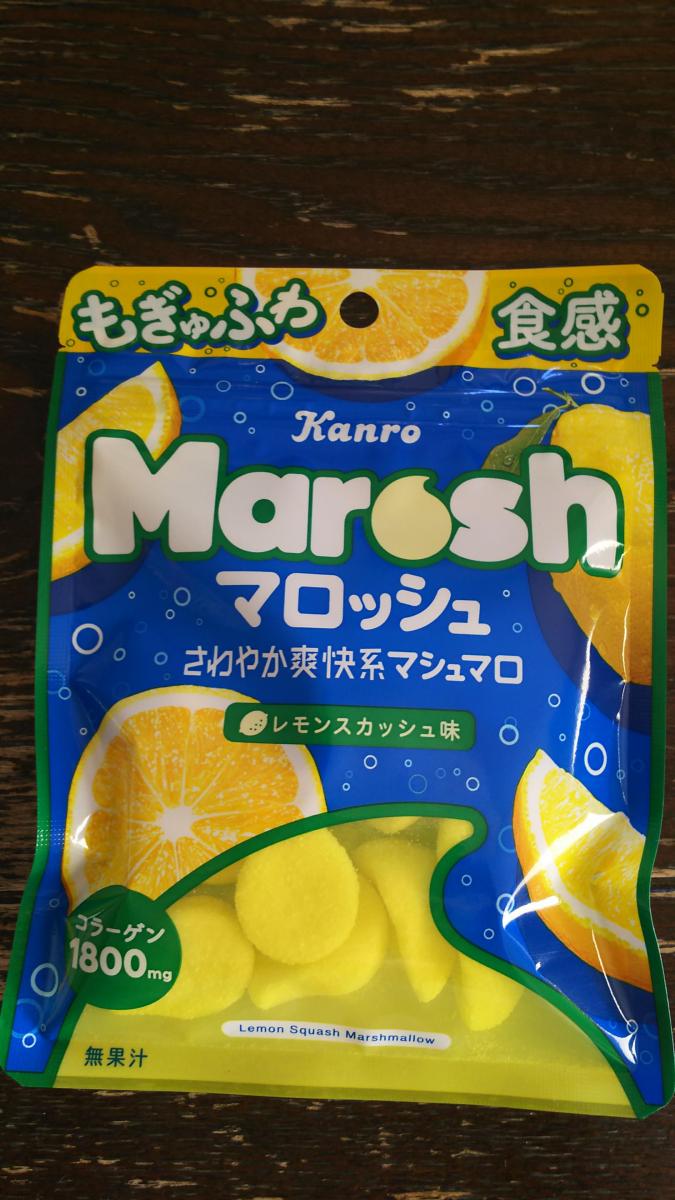 もぎゅふわ 食感
Kanro
Marosh
マロッシュ
さわやか爽快系マシュマロ
レモンスカッシュ味
コラーゲン
1800mg
Lemon Squash Marshmallow
無果汁